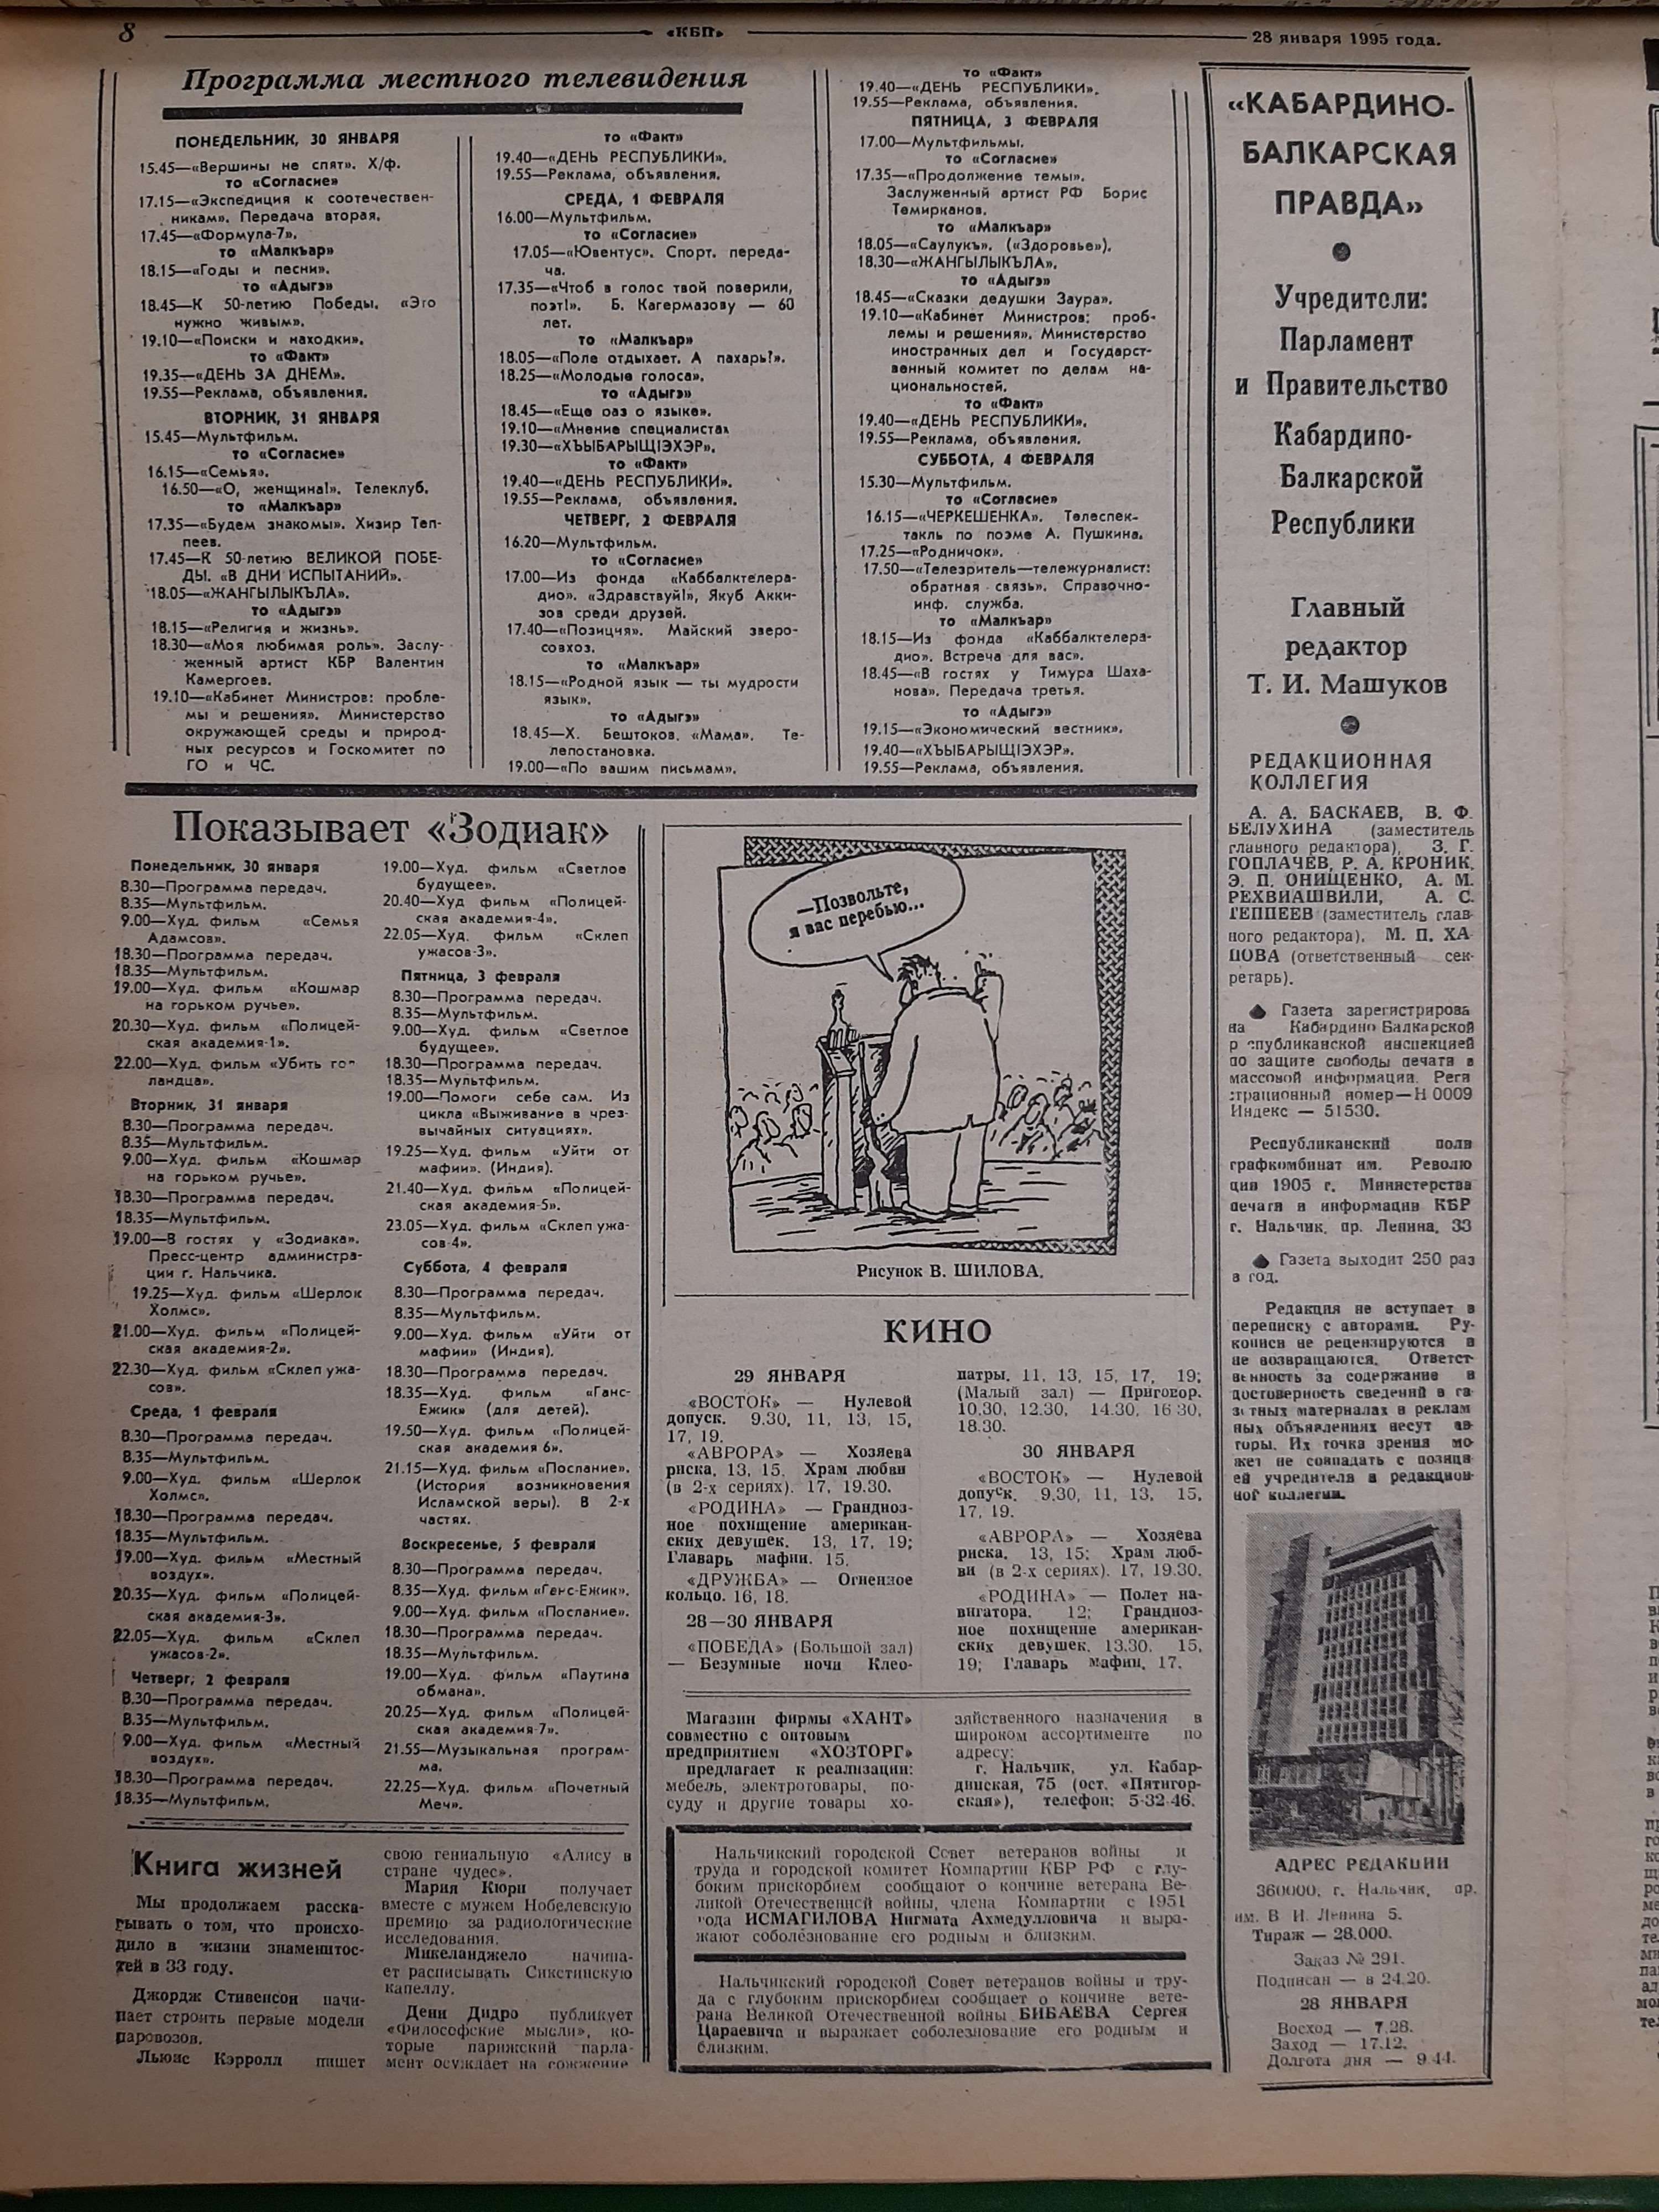 8
«КБП»
28 января 1995 года.
Программа местного телевидения
ПОНЕДЕЛЬНИК, 30 ЯНВАРЯ
15.45—«Вершины не спят». Х/ф.
то «Согласие»
17.15—«Экспедиция к соотечествен-
никам». Передача вторая.
17.45—«Формула-7».
то «Малкъар»
18.15—«Годы и песни».
то «Адыгэ»
18.45—К 50-летию Победы. «Это
нужно живым».
19.10—«Поиски и находки».
то «Факт»
19.35—«ДЕНЬ ЗА ДНЕМ».
19.55—Реклама, объявления.
ВТОРНИК, 31 ЯНВАРЯ
15.45—Мультфильм.
то «Согласие»
16.15—«Семья».
16.50—«О, женщина!». Телеклуб.
то «Малкъар»
17.35—«Будем знакомы». Хизир Теп-
пеев.
17.45—К 50-летию ВЕЛИКОЙ ПОБЕ-
ДЫ. «В ДНИ ИСПЫТАНИЙ».
18.05—«ЖАНГЫЛЫКЪЛА».
то «Адыгэ»
18.15—«Религия и жизнь».
18.30—«Моя любимая роль». Заслу-
женный артист КБР Валентин
Камергоев.
19.10—«Кабинет Министров: пробле-
мы и решения». Министерство
окружающей среды и природ-
ных ресурсов и Госкомитет по
ГО и ЧС.
то «Факт»
19.40—«ДЕНЬ РЕСПУБЛИКИ».
19.55—Реклама, объявления.
СРЕДА, 1 ФЕВРАЛЯ
16.00—Мультфильм.
то «Согласие»
17.05—«Ювентус». Спорт. переда-
ча.
17.35—«Чтоб в голос твой поверили,
поэт!». Б. Кагермазову — 60
лет.
то «Малкъар»
18.05—«Поле отдыхает. А пахарь?».
18.25—«Молодые голоса».
то «Адыгэ»
18.45—«Еще раз о языке».
19.10—«Мнение специалиста»
19.30—«ХЪЫБАРЫЩIЭХЭР».
то «Факт»
19.40—«ДЕНЬ РЕСПУБЛИКИ».
19.55—Реклама, объявления.
ЧЕТВЕРГ, 2 ФЕВРАЛЯ
16.20—Мультфильм.
то «Согласие»
17.00—Из фонда «Каббалктелера-
дио». «Здравствуй!», Якуб Акки-
зов среди друзей.
17.40—«Позиция». Майский зверо-
совхоз.
то «Малкъар»
18.15—«Родной язык — ты мудрости
язык».
то «Адыгэ»
18.45—Х. Бештоков. «Мама». Те-
лепостановка.
19.00—«По вашим письмам».
то «Факт»
19.40—«ДЕНЬ РЕСПУБЛИКИ».
19.55—Реклама, объявления.
ПЯТНИЦА, 3 ФЕВРАЛЯ
17.00—Мультфильмы.
то «Согласие»
17.35—«Продолжение темы».
Заслуженный артист РФ Борис
Темирканов.
то «Малкъар»
18.05—«Саулукъ». («Здоровье»).
18.30—«ЖАНГЫЛЫКЪЛА».
то «Адыгэ»
18.45—«Сказки дедушки Заура».
19.10—«Кабинет Министров: проб-
лемы и решения». Министерство
иностранных дел и Государст-
венный комитет по делам на-
циональностей.
то «Факт»
19.40—«ДЕНЬ РЕСПУБЛИКИ».
19.55—Реклама, объявления.
СУББОТА, 4 ФЕВРАЛЯ
15.30—Мультфильм.
то «Согласие»
16.15—«ЧЕРКЕШЕНКА». Телеспек-
такль по поэме А. Пушкина.
17.25—«Родничок».
17.50—«Телезритель—тележурналист:
обратная связь». Справочно-
инф. служба.
то «Малкъар»
18.15—Из фонда «Каббалктелера-
дио». Встреча для вас».
18.45—«В гостях у Тимура Шаха-
нова». Передача третья.
то «Адыгэ»
19.15—«Экономический вестник».
19.40—«ХЪЫБАРЫЩIЭХЭР».
19.55—Реклама, объявления.
Показывает «Зодиак»
Понедельник, 30 января
8.30—Программа передач.
8.35—Мультфильм.
9.00—Худ. фильм «Семья
Адамсов».
18.30—Программа передач.
18.35—Мультфильм.
19.00—Худ. фильм «Кошмар
на горьком ручье».
20.30—Худ. фильм «Полицей-
ская академия-1».
22.00—Худ. фильм «Убить гол-
ландца».
Вторник, 31 января
8.30—Программа передач.
8.35—Мультфильм.
9.00—Худ. фильм «Кошмар
на горьком ручье».
18.30—Программа передач.
18.35—Мультфильм.
19.00—В гостях у «Зодиака».
Пресс-центр администра-
ции г. Нальчика.
19.25—Худ. фильм «Шерлок
Холмс».
21.00—Худ. фильм «Полицей-
ская академия-2».
22.30—Худ. фильм «Склеп ужа-
сов».
Среда, 1 февраля
8.30—Программа передач.
8.35—Мультфильм.
9.00—Худ. фильм «Шерлок
Холмс».
18.30—Программа передач.
18.35—Мультфильм.
19.00—Худ. фильм «Местный
воздух».
20.35—Худ. фильм «Полицей-
ская академия-3».
22.05—Худ. фильм «Склеп
ужасов-2».
Четверг, 2 февраля
8.30—Программа передач.
8.35—Мультфильм.
9.00—Худ. фильм «Местный
воздух».
18.30—Программа передач.
18.35—Мультфильм.
19.00—Худ. фильм «Светлое
будущее».
20.40—Худ фильм «Полицей-
ская академия-4».
22.05—Худ. фильм «Склеп
ужасов-3».
Пятница, 3 февраля
8.30—Программа передач.
8.35—Мультфильм.
9.00—Худ. фильм «Светлое
будущее».
18.30—Программа передач.
18.35—Мультфильм.
19.00—Помоги себе сам. Из
цикла «Выживание в чрез-
вычайных ситуациях».
19.25—Худ. фильм «Уйти от
мафии». (Индия).
21.40—Худ. фильм «Полицей-
ская академия-5».
23.05—Худ. фильм «Склеп ужа-
сов-4».
Суббота, 4 февраля
8.30—Программа передач.
8.35—Мультфильм.
9.00—Худ. фильм «Уйти от
мафии» (Индия).
18.30—Программа передач.
18.35—Худ. фильм «Ганс-
Ежик» (для детей).
19.50—Худ. фильм «Полицей-
ская академия 6».
21.15—Худ. фильм «Послание».
(История возникновения
Исламской веры). В 2-х
частях.
Воскресенье, 5 февраля
8.30—Программа передач.
8.35—Худ. фильм «Ганс-Ежик».
9.00—Худ. фильм «Послание».
18.30—Программа передач.
18.35—Мультфильм.
19.00—Худ. фильм «Паутина
обмана».
20.25—Худ. фильм «Полицей-
ская академия-7».
21.55—Музыкальная програм-
ма.
22.25—Худ. фильм «Почетный
Меч».
—Позвольте,
я вас перебью...
Рисунок В. ШИЛОВА.
КИНО
29 ЯНВАРЯ
«ВОСТОК» — Нулевой
допуск. 9.30, 11, 13, 15,
17, 19.
«АВРОРА» — Хозяева
риска. 13, 15. Храм любви
(в 2-х сериях). 17, 19.30.
«РОДИНА» — Грандиоз-
ное похищение американ-
ских девушек. 13, 17, 19;
Главарь мафии. 15.
«ДРУЖБА» — Огненное
кольцо. 16, 18.
28—30 ЯНВАРЯ
«ПОБЕДА» (Большой зал)
— Безумные ночи Клео-
патры. 11, 13, 15, 17, 19;
(Малый зал) — Приговор.
10.30, 12.30, 14.30, 16 30,
18.30.
30 ЯНВАРЯ
«ВОСТОК» — Нулевой
допуск. 9.30, 11, 13, 15,
17, 19.
«АВРОРА» — Хозяева
риска. 13, 15; Храм люб-
ви (в 2-х сериях). 17, 19.30.
«РОДИНА» — Полет на-
вигатора. 12; Грандиоз-
ное похищение американ-
ских девушек. 13.30, 15,
19; Главарь мафии, 17.
Магазин фирмы «ХАНТ»
совместно с оптовым
предприятием «ХОЗТОРГ»
предлагает к реализации:
мебель, электротовары, по-
суду и другие товары хо-
зяйственного назначения в
широком ассортименте по
адресу:
г. Нальчик, ул. Кабар-
динская, 75 (ост. «Пятигор-
ская»), телефон: 5-32-46.
Нальчикский городской Совет ветеранов войны и
труда и городской комитет Компартии КБР РФ с глу-
боким прискорбием сообщают о кончине ветерана Ве-
ликой Отечественной войны, члена Компартии с 1951
года ИСМАГИЛОВА Нигмата Ахмедулловича и выра-
жают соболезнование его родным и близким.
Нальчикский городской Совет ветеранов войны и тру-
да с глубоким прискорбием сообщает о кончине вете-
рана Великой Отечественной войны БИБАЕВА Сергея
Цараевича и выражает соболезнование его родным и
близким.
Книга жизней
Мы продолжаем расска-
зывать о том, что происхо-
дило в жизни знаменитос-
тей в 33 году.
Джордж Стивенсон начи-
нает строить первые модели
паровозов.
Льюис Кэрролл пишет
свою гениальную «Алису в
стране чудес».
Мария Кюри получает
вместе с мужем Нобелевскую
премию за радиологические
исследования.
Микеланджело начина-
ет расписывать Сикстинскую
капеллу.
Дени Дидро публикует
«Философские мысли», ко-
торые парижский парла-
мент осуждает на сожжение
«КАБАРДИНО-
БАЛКАРСКАЯ
ПРАВДА»
Учредители:
Парламент
и Правительство
Кабардино-
Балкарской
Республики
Главный
редактор
Т. И. Машуков
РЕДАКЦИОННАЯ
КОЛЛЕГИЯ
А. А. БАСКАЕВ, В. Ф.
БЕЛУХИНА (заместитель
главного редактора), З. Г.
ГОПЛАЧЕВ, Р. А. КРОНИК,
Э. П. ОНИЩЕНКО, А. М.
РЕХВИАШВИЛИ, А. С.
ТЕППЕЕВ (заместитель глав-
ного редактора), М. П. ХА-
ПОВА (ответственный сек-
ретарь).
Газета зарегистрирова
на Кабардино Балкарской
республиканской инспекцией
по защите свободы печати в
массовой информации. Реги
страционный номер—Н 0009
Индекс — 51530.
Республиканский поли
графкомбинат им. Револю
ции 1905 г. Министерства
печати и информации КБР
г. Нальчик, пр. Ленина, 33
Газета выходит 250 раз
в год.
Редакция не вступает в
переписку с авторами. Ру-
кописи не рецензируются и
не возвращаются. Ответст-
венность за содержание и
достоверность сведений в га
зетных материалах и реклам
ных объявлениях несут ав
торы. Их точка зрения мо-
жет не совпадать с позици
ей учредителя и редакцион-
ной коллегии.
АДРЕС РЕДАКЦИИ
360000, г. Нальчик, пр.
им. В И. Ленина 5.
Тираж — 28.000.
Заказ № 291.
Подписан — в 24.20.
28 ЯНВАРЯ
Восход — 7.28.
Заход — 17.12.
Долгота дня — 9.44.